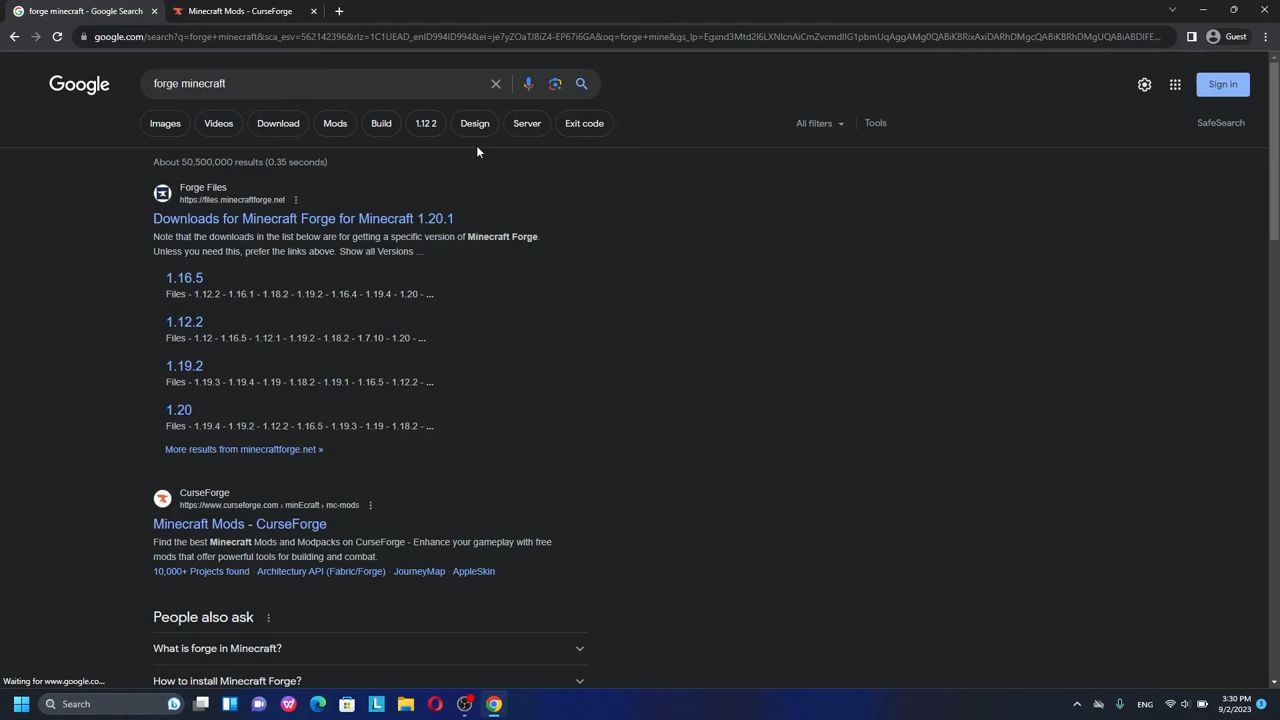 forge minecraft - Google Search
Minecraft Mods - CurseForge
google.com/search?q=forge+minecraft&sca_esv=562142396&rlz=1C1UEAD_enID994ID994&ei=je7yZOaTJ8iZ4-EP67i6GA&oq=forge+mine&gs_lp=
Guest
Google
forge minecraft
Sign in
Images
Videos
Download
Mods
Build
1.12 2
Design
Server
Exit code
All filters
Tools
SafeSearch
About 50,500,000 results (0.35 seconds)
Forge Files
https://files.minecraftforge.net
Downloads for Minecraft Forge for Minecraft 1.20.1
Note that the downloads in the list below are for getting a specific version of Minecraft Forge.
Unless you need this, prefer the links above. Show all Versions ...
1.16.5
Files - 1.12.2 - 1.16.1 - 1.18.2 - 1.19.2 - 1.16.4 - 1.19.4 - 1.20 - ...
1.12.2
Files - 1.12 - 1.16.5 - 1.12.1 - 1.19.2 - 1.18.2 - 1.7.10 - 1.20 - ...
1.19.2
Files - 1.19.3 - 1.19.4 - 1.19 - 1.18.2 - 1.19.1 - 1.16.5 - 1.12.2 - ...
1.20
Files - 1.19.4 - 1.19.2 - 1.12.2 - 1.16.5 - 1.19.3 - 1.19 - 1.18.2 - ...
More results from minecraftforge.net »
CurseForge
https://www.curseforge.com › minEcraft › mc-mods
Minecraft Mods - CurseForge
Find the best Minecraft Mods and Modpacks on CurseForge - Enhance your gameplay with free
mods that offer powerful tools for building and combat.
10,000+ Projects found · Architectury API (Fabric/Forge) · JourneyMap · AppleSkin
People also ask
What is forge in Minecraft?
How to install Minecraft Forge?
Waiting for www.google.co...
Search
ENG
3:30 PM
9/2/2023
3